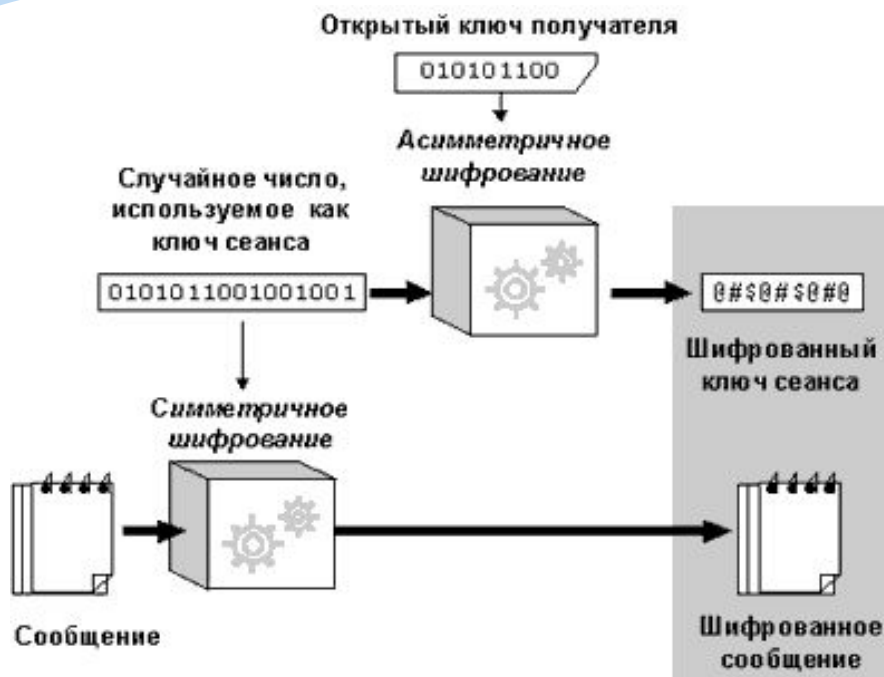 Открытый ключ получателя
010101100
Асимметричное
шифрование
Случайное число,
используемое как
ключ сеанса
0101011001001001
@#$@#$@#@
Шифрованный
ключ сеанса
Симметричное
шифрование
Сообщение
Шифрованное
сообщение